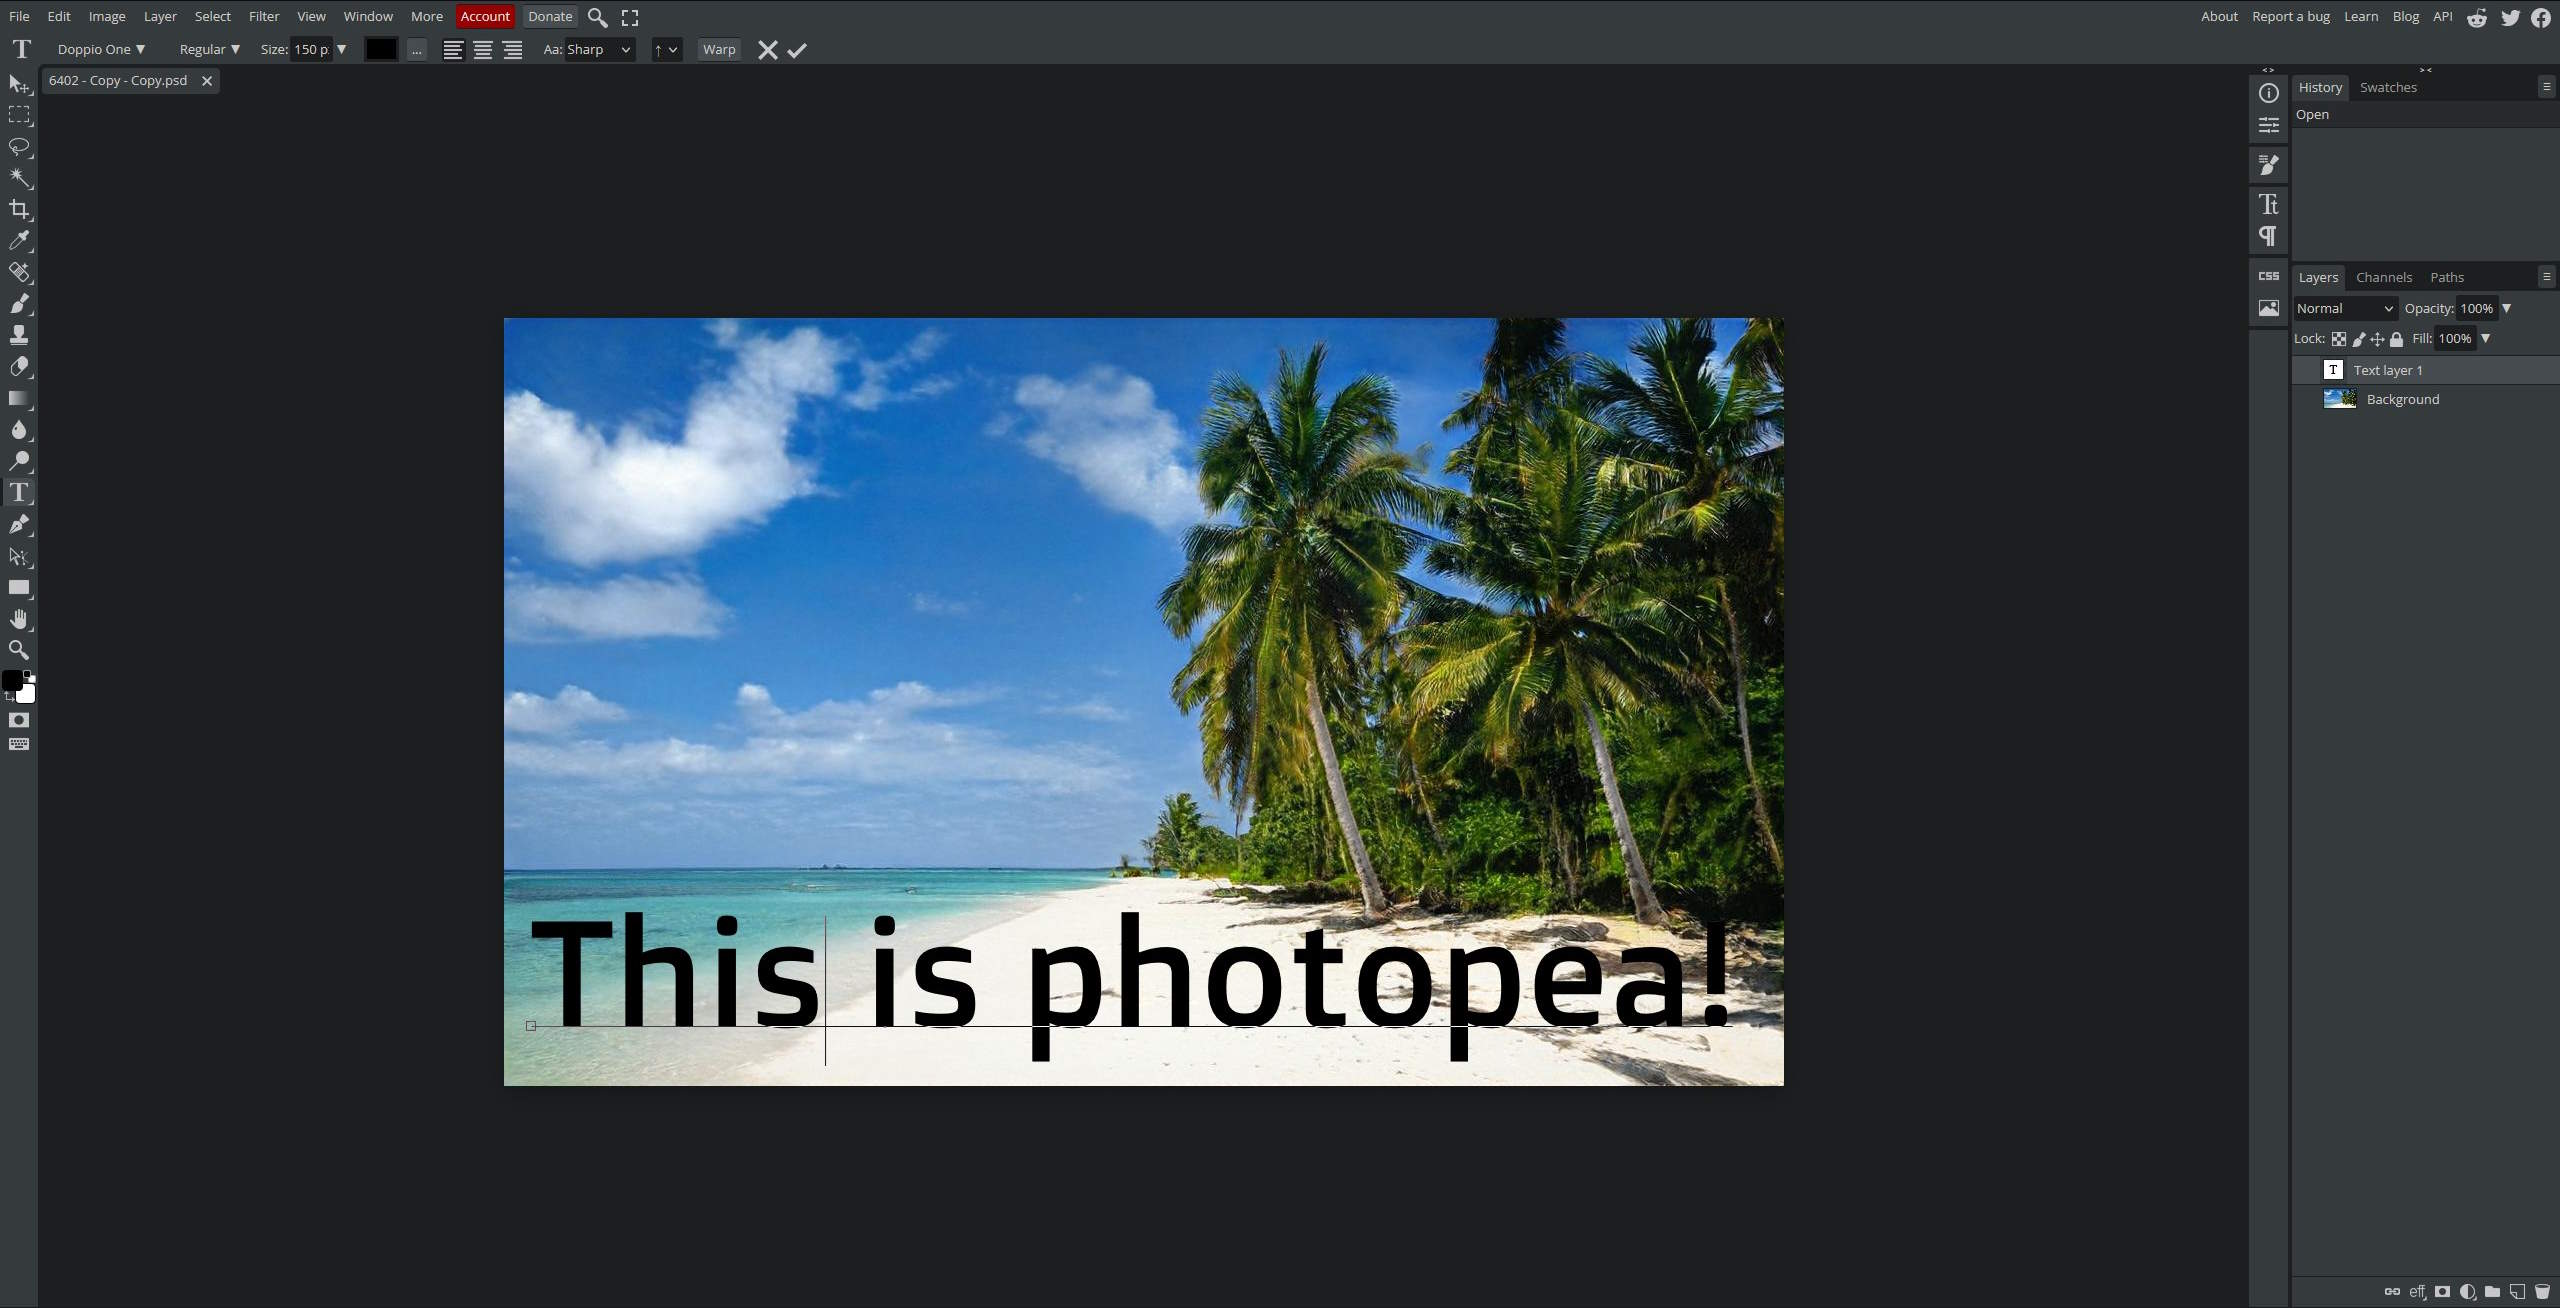 File Edit Image Layer Select Filter View Window More Account Donate
About Report a bug Learn Blog API
T Doppio One ▼ Regular ▼ Size: 150 p ▼ ... Aa: Sharp ↑ Warp
6402 - Copy - Copy.psd
History Swatches
Open
Tt
¶
CSS
Layers Channels Paths
Normal Opacity: 100% ▼
Lock: Fill: 100% ▼
T Text layer 1
Background
T
This is photopea!
eff